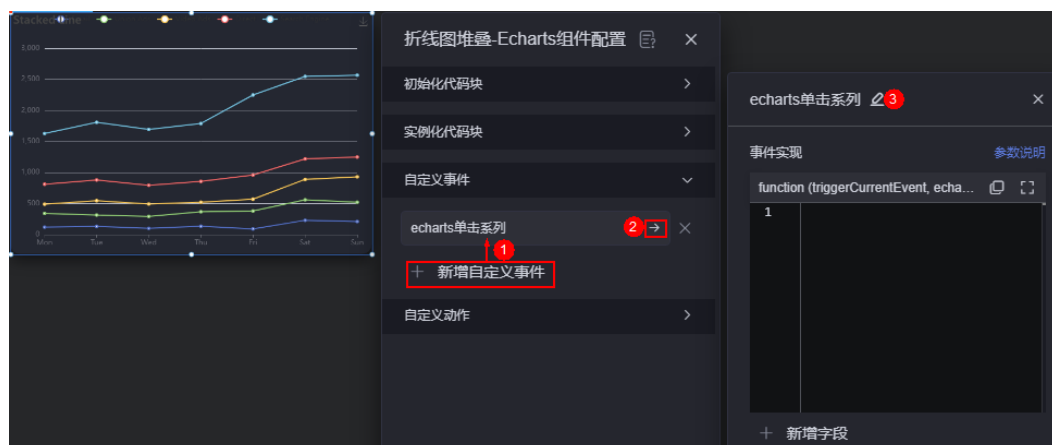 Stacked Line
3,000
2,500
2,000
1,500
1,000
500
0
Mon Tue Wed Thu Fri Sat Sun
折线图堆叠-Echarts组件配置
初始化代码块
实例化代码块
自定义事件
echarts单击系列
2
1
新增自定义事件
自定义动作
echarts单击系列
3
事件实现
参数说明
function (triggerCurrentEvent, echa...
1
新增字段